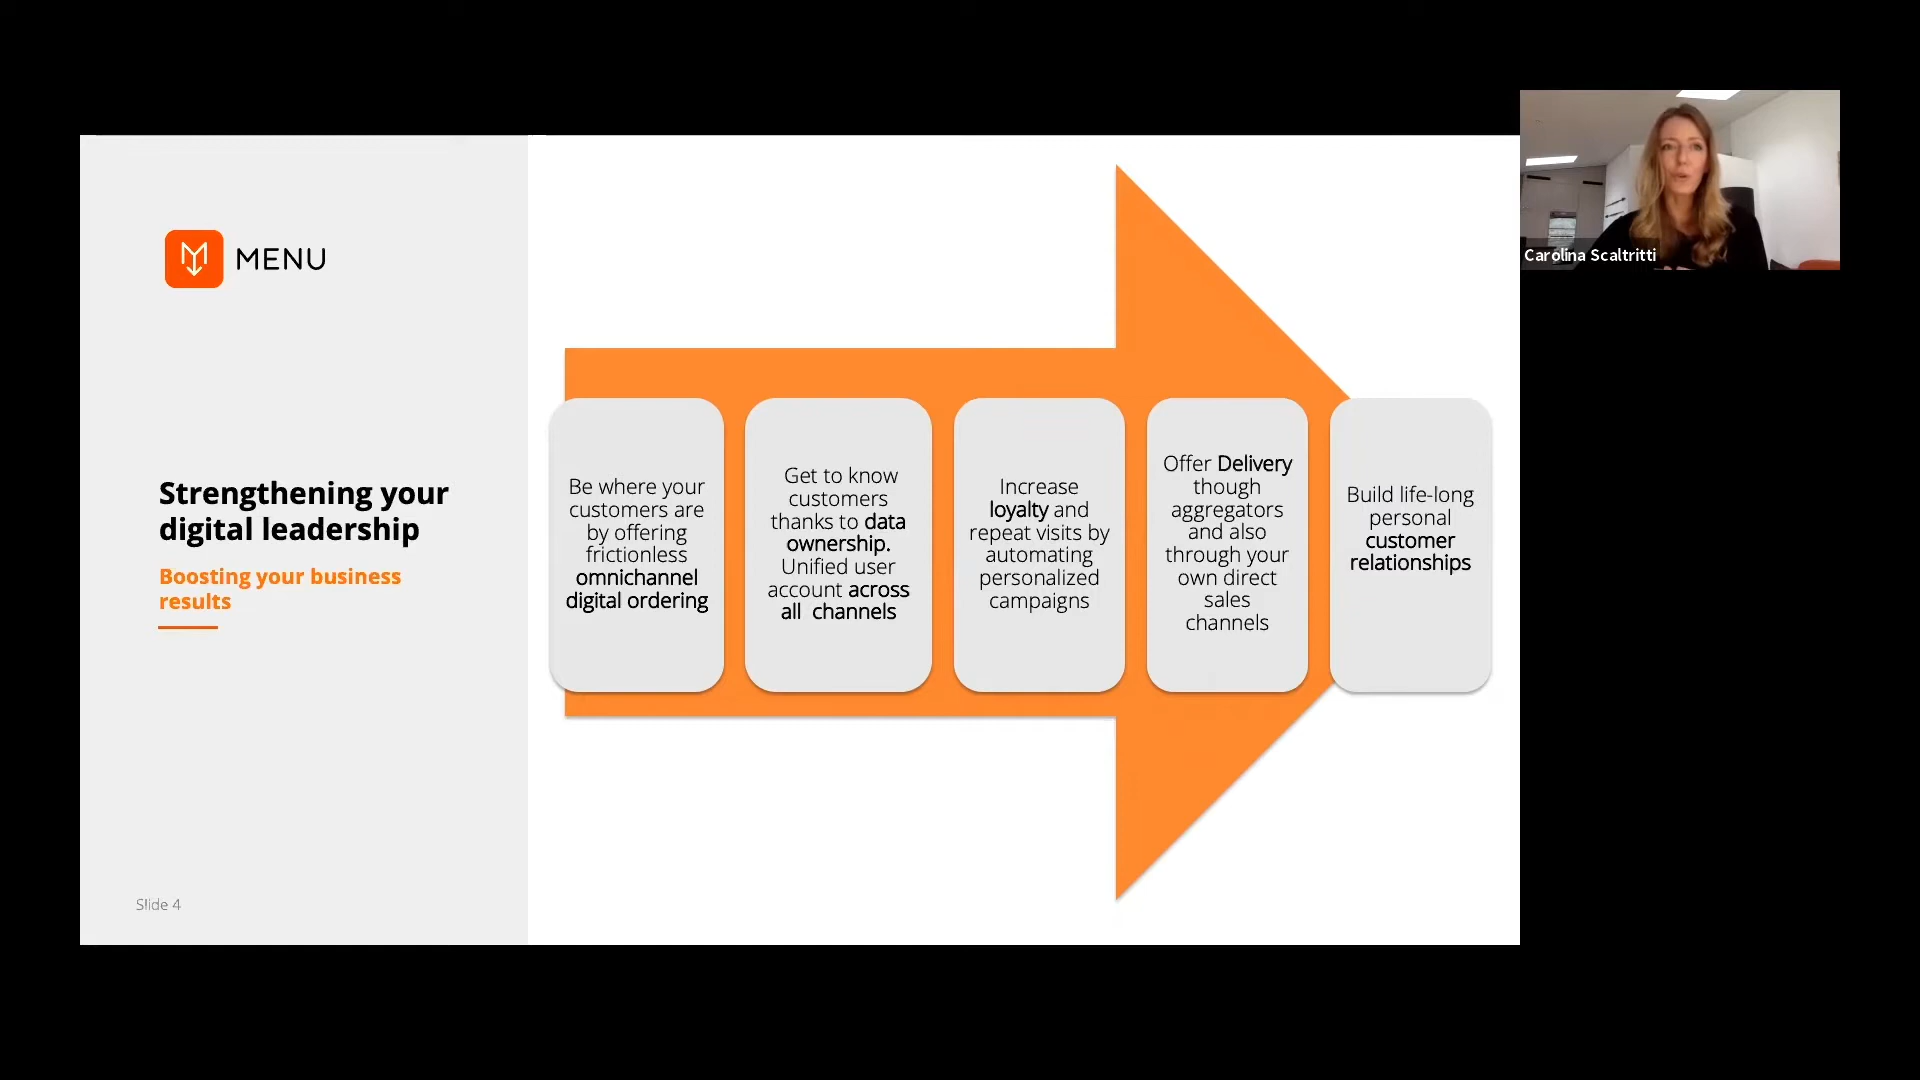 MENU
Strengthening your
digital leadership
Boosting your business
results
Slide 4
Be where your
customers are
by offering
frictionless
omnichannel
digital ordering
Get to know
customers
thanks to data
ownership.
Unified user
account across
all channels
Increase
loyalty and
repeat visits by
automating
personalized
campaigns
Offer Delivery
though
aggregators
and also
through your
own direct
sales
channels
Build life-long
personal
customer
relationships
Carolina Scaltritti